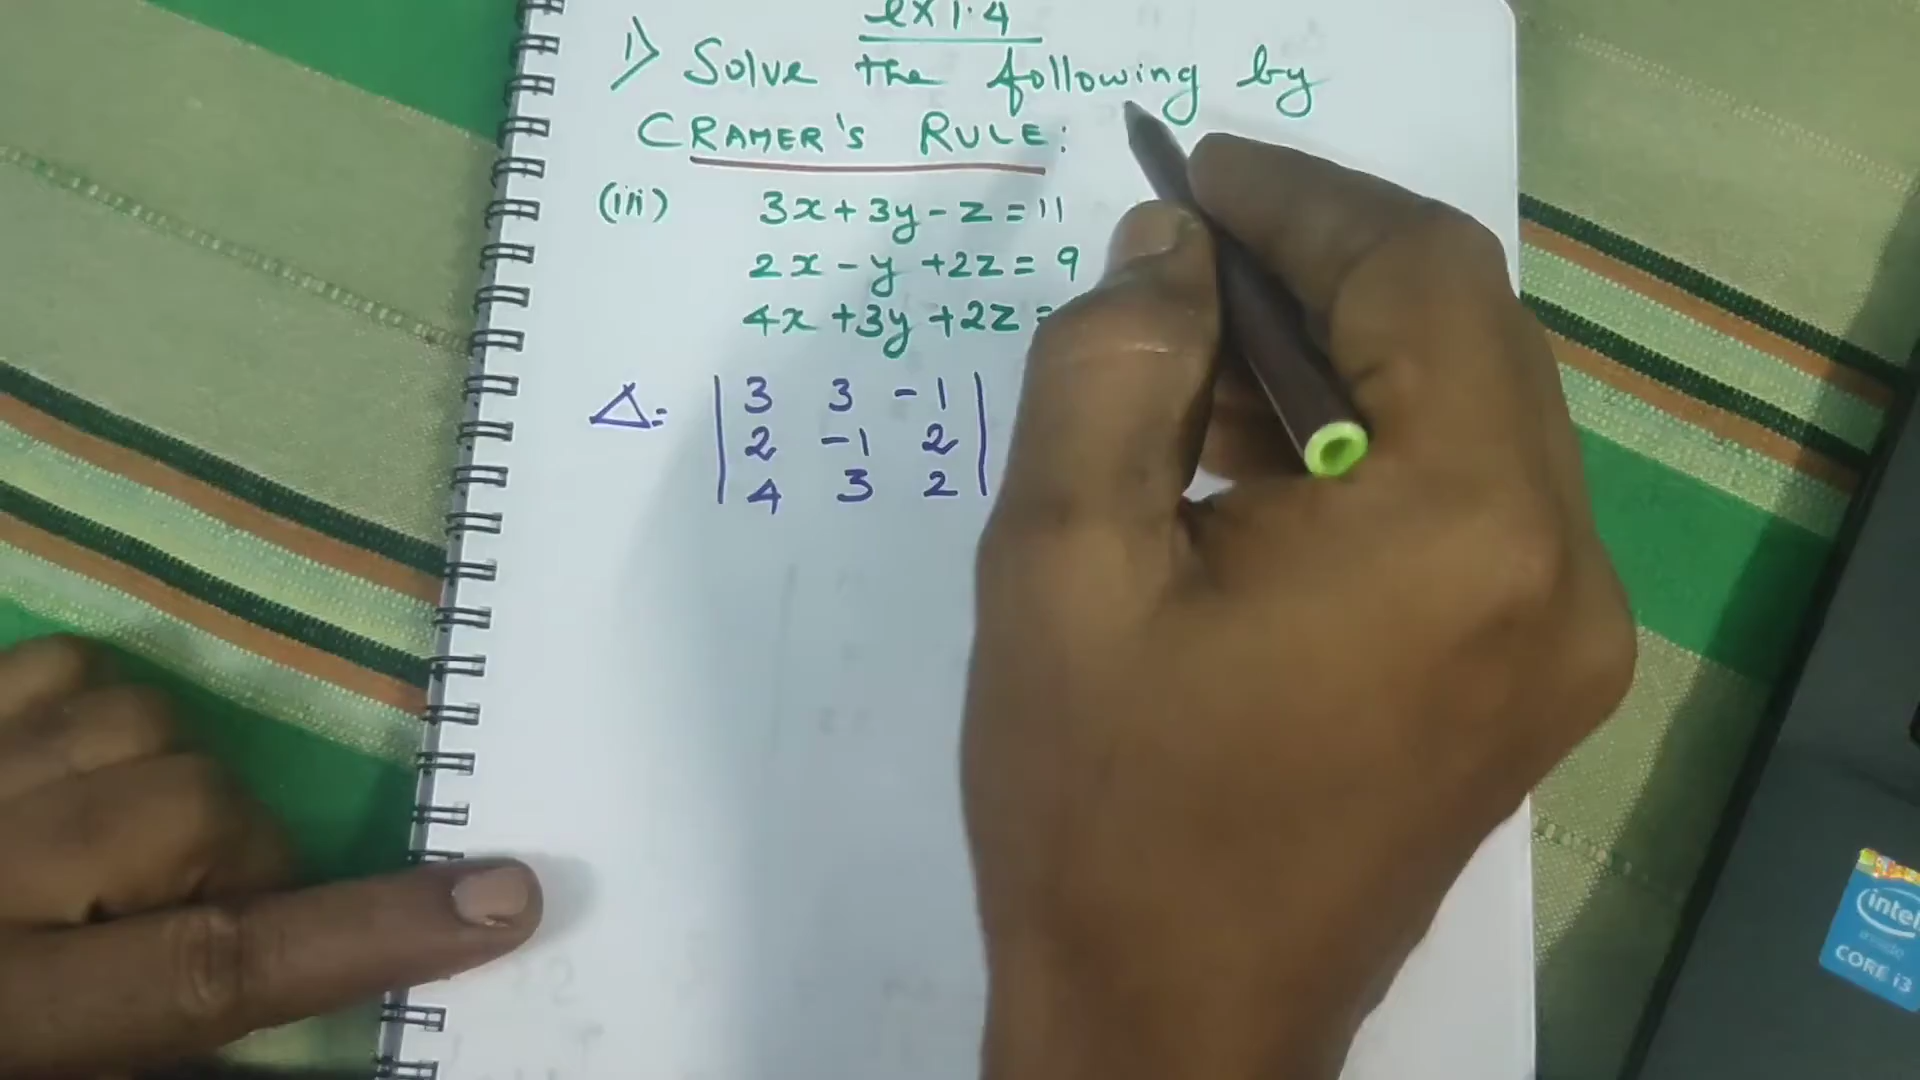 ex 1.4
1) Solve the following by
CRAMER'S RULE:
(iii) 3x + 3y - z = 11
2x - y + 2z = 9
4x + 3y + 2z =
Δ = | 3 3 -1 |
| 2 -1 2 |
| 4 3 2 |
intel
inside
CORE i3